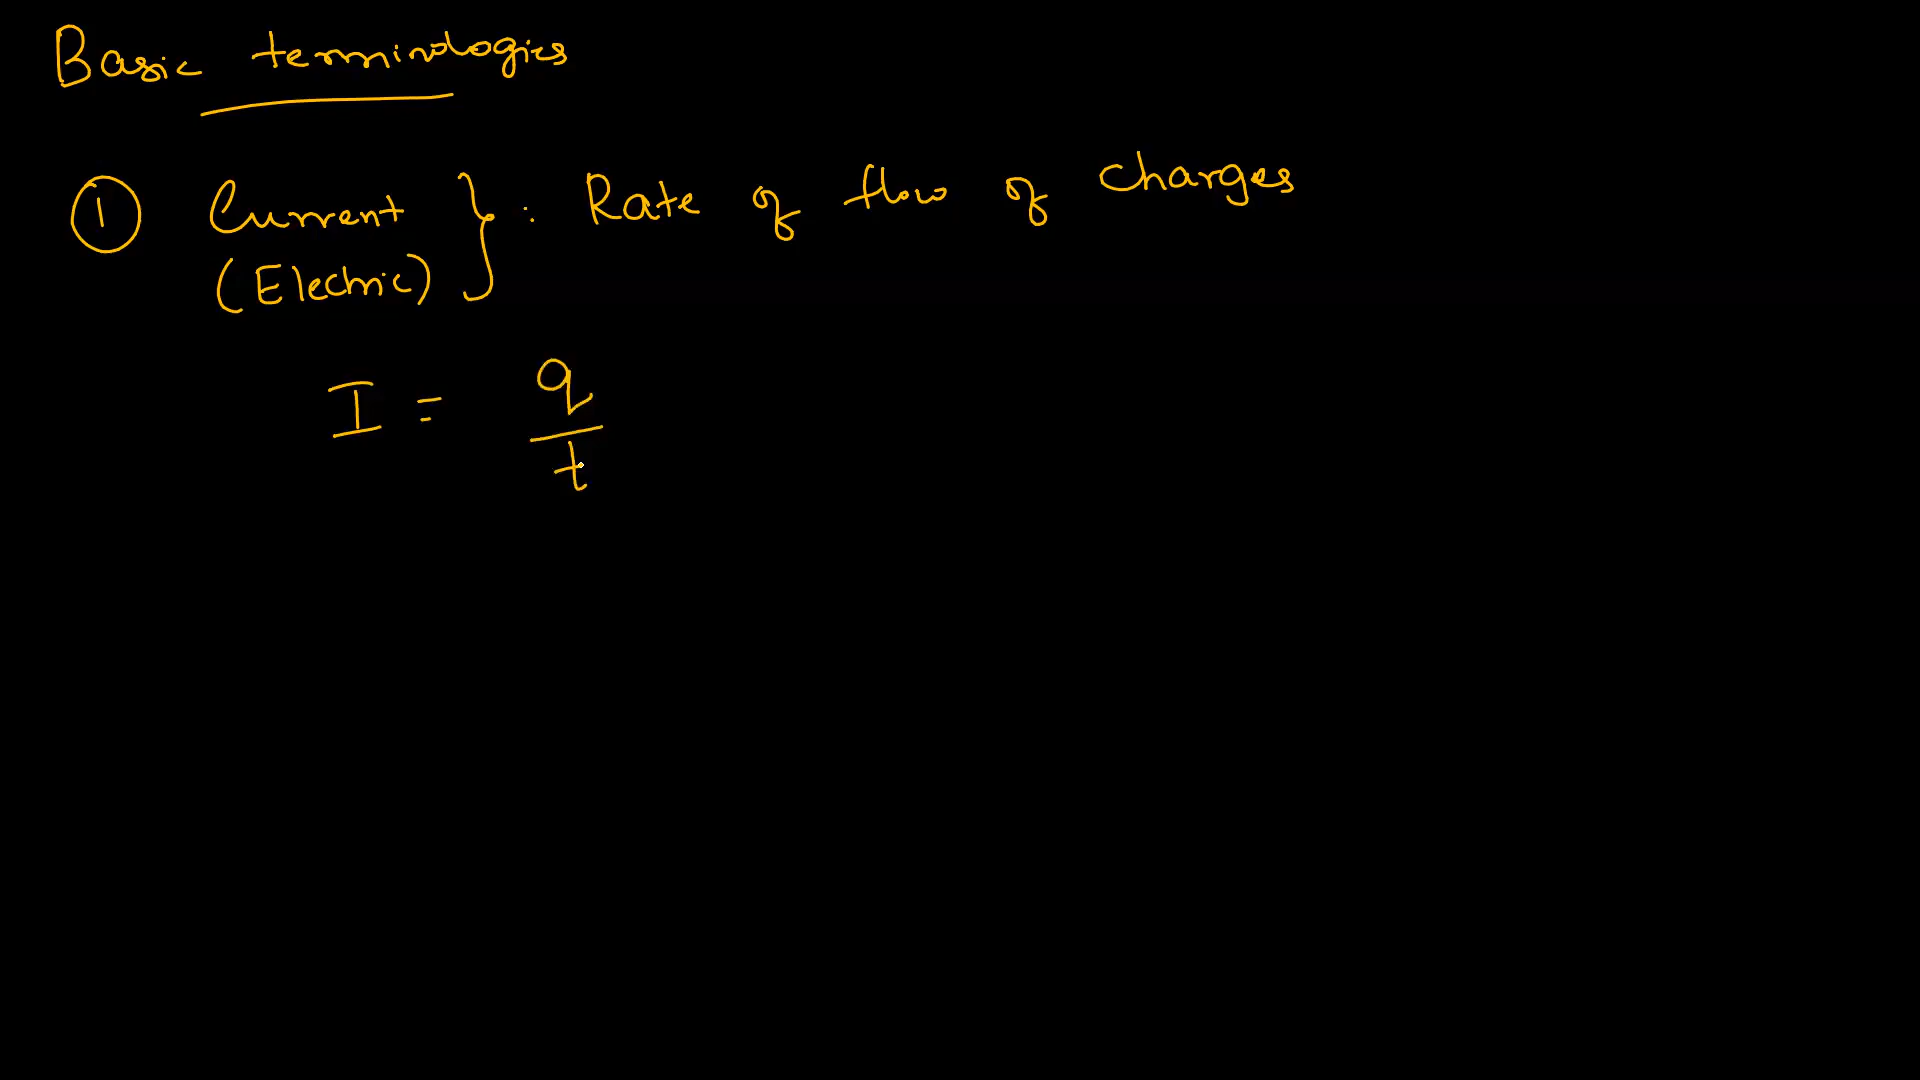 Basic terminologies
① Current } : Rate of flow of charges
(Electric)
I = q/t